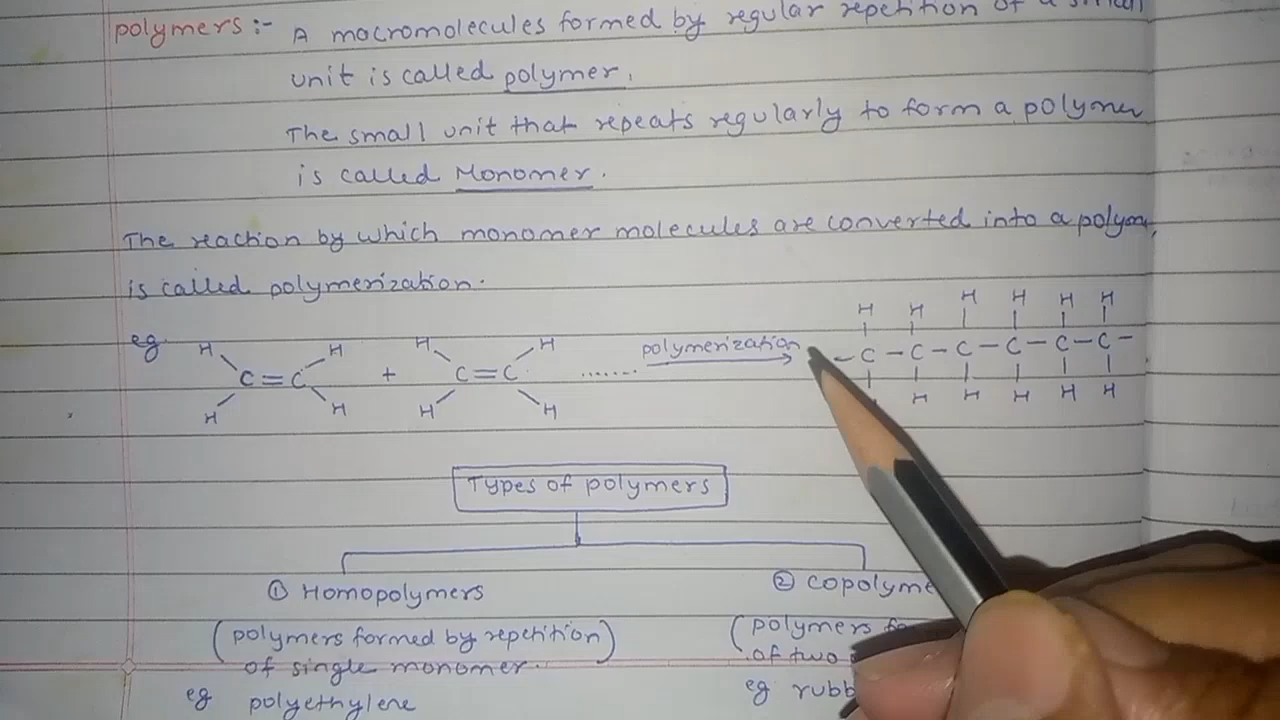 polymers :- A macromolecules formed by regular repetition of a small
unit is called polymer.
The small unit that repeats regularly to form a polymer
is called Monomer.
The reaction by which monomer molecules are converted into a polym
is called polymerization.
eg
H H H H polymerization H H H H H H
C = C + C = C ....... → - C - C - C - C - C - C -
H H H H H H H H H
Types of polymers
① Homopolymers ② copolyme
(polymers formed by repetition) (polymers fo
of single monomer. of two
eg polyethylene eg rubb